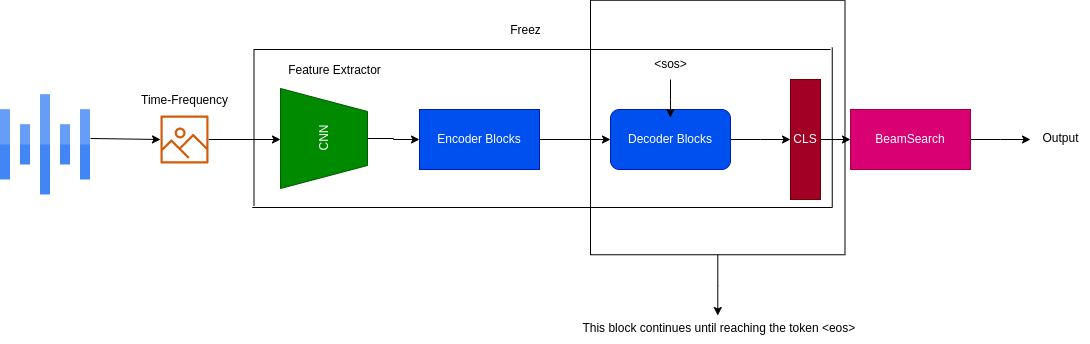 Freez
<sos>
Feature Extractor
Time-Frequency
CNN
Encoder Blocks
Decoder Blocks
CLS
BeamSearch
Output
This block continues until reaching the token <eos>